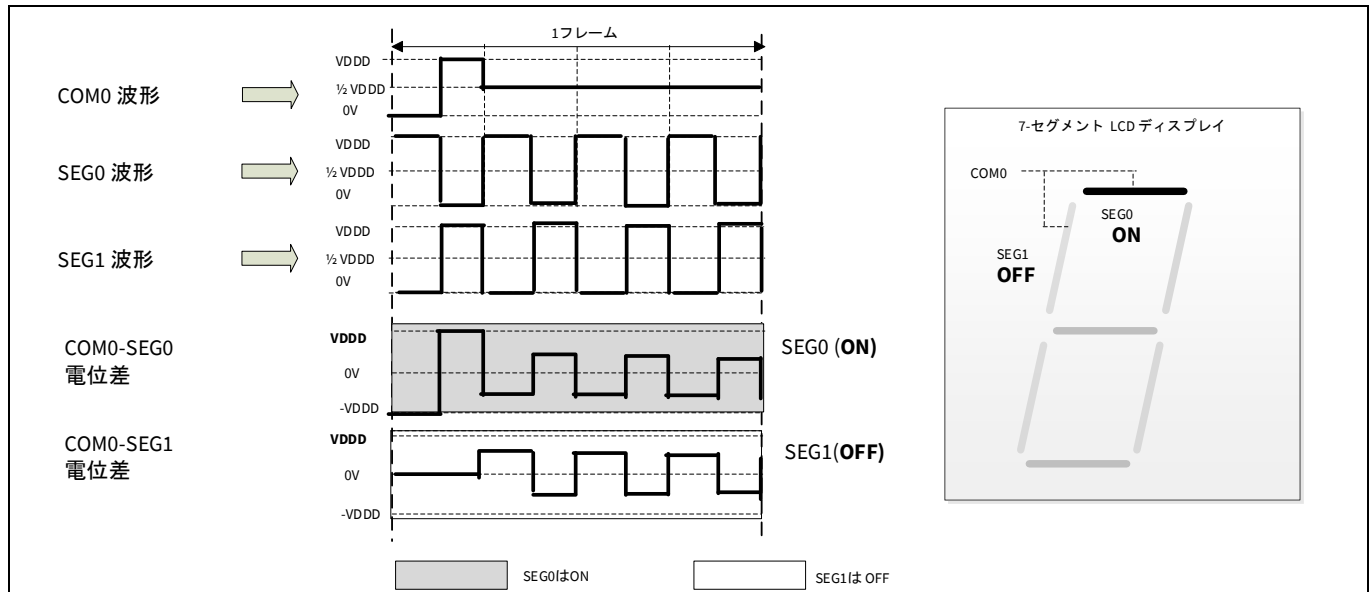 1フレーム
COM0 波形
VDDD
½ VDDD
0V
SEG0 波形
VDDD
½ VDDD
0V
SEG1 波形
VDDD
½ VDDD
0V
COM0-SEG0
電位差
VDDD
0V
-VDDD
SEG0 (ON)
COM0-SEG1
電位差
VDDD
0V
-VDDD
SEG1(OFF)
SEG0はON
SEG1は OFF
7-セグメント LCD ディスプレイ
COM0
SEG0
ON
SEG1
OFF